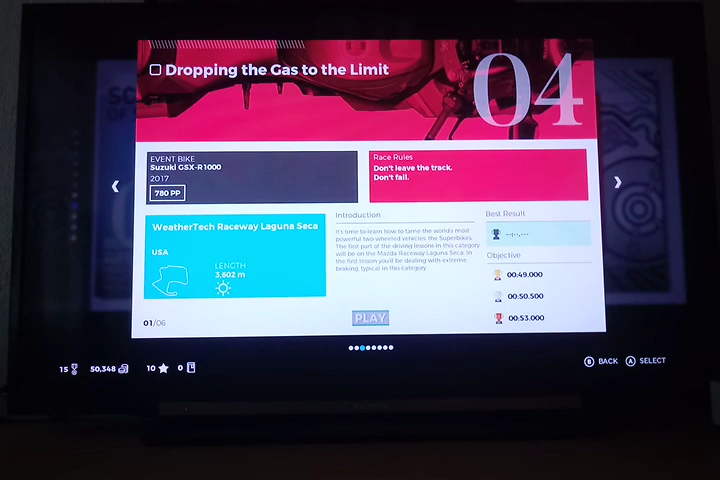 Dropping the Gas to the Limit
04
EVENT BIKE
Suzuki GSX-R1000
2017
780 PP
Race Rules
Don't leave the track.
Don't fall.
WeatherTech Raceway Laguna Seca
USA
LENGTH
3,602 m
Introduction
It's time to learn how to tame the world's most
powerful two-wheeled vehicles: the Superbikes.
The first part of the driving lessons in this category
will be on the Mazda Raceway Laguna Seca. In
the first lesson you'll be dealing with extreme
braking, typical in this category.
Best Result
--:--.---
Objective
00:49.000
00:50.500
00:53.000
01/06
PLAY
15
50,348
10
0
B BACK
A SELECT